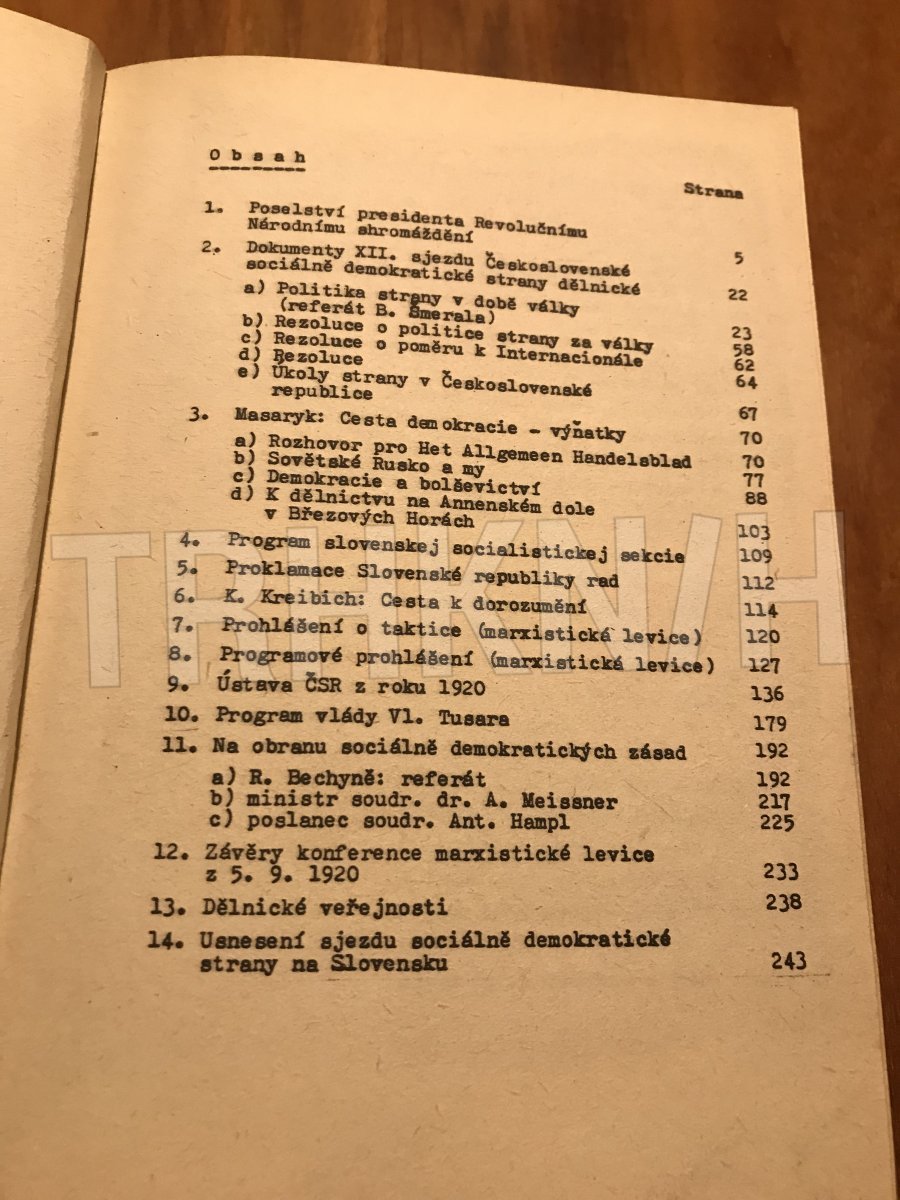 O b s a h
Strana
1. Poselství presidenta Revolučnímu
Národnímu shromáždění 5
2. Dokumenty XII. sjezdu Československé
sociálně demokratické strany dělnické 22
a) Politika strany v době války
(referát B. Šmerala) 23
b) Rezoluce o politice strany za války 58
c) Rezoluce o poměru k Internacionále 62
d) Rezoluce 64
e) Úkoly strany v Československé
republice 67
3. Masaryk: Cesta demokracie - výňatky 70
a) Rozhovor pro Het Allgemeen Handelsblad 70
b) Sovětské Rusko a my 77
c) Demokracie a bolševictví 88
d) K dělnictvu na Annenském dole
v Březových Horách 103
4. Program slovenskej socialistickej sekcie 109
5. Proklamace Slovenské republiky rad 112
6. K. Kreibich: Cesta k dorozumění 114
7. Prohlášení o taktice (marxistická levice) 120
8. Programové prohlášení (marxistická levice) 127
9. Ústava ČSR z roku 1920 136
10. Program vlády Vl. Tusara 179
11. Na obranu sociálně demokratických zásad 192
a) R. Bechyně: referát 192
b) ministr soudr. dr. A. Meissner 217
c) poslanec soudr. Ant. Hampl 225
12. Závěry konference marxistické levice
z 5. 9. 1920 233
13. Dělnické veřejnosti 238
14. Usnesení sjezdu sociálně demokratické
strany na Slovensku 243